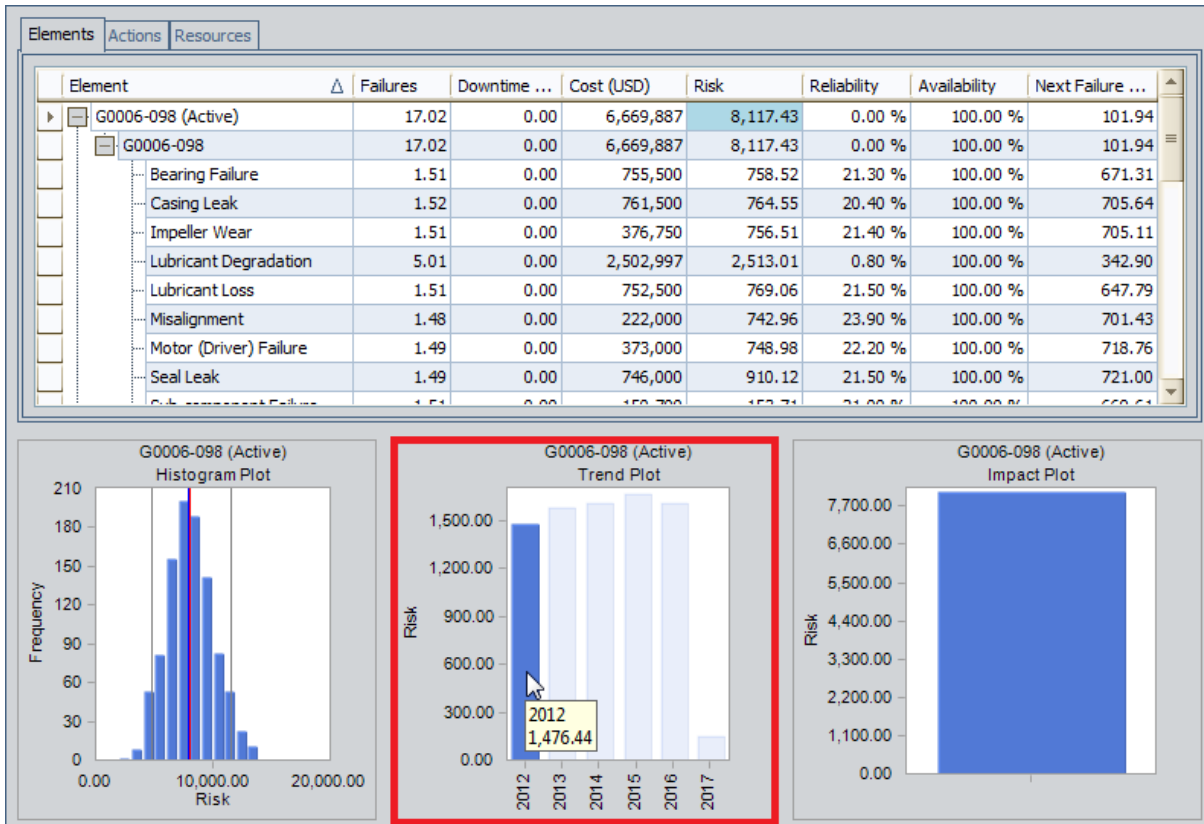 Elements Actions Resources
Element Failures Downtime ... Cost (USD) Risk Reliability Availability Next Failure ...
G0006-098 (Active) 17.02 0.00 6,669,887 8,117.43 0.00 % 100.00 % 101.94
G0006-098 17.02 0.00 6,669,887 8,117.43 0.00 % 100.00 % 101.94
Bearing Failure 1.51 0.00 755,500 758.52 21.30 % 100.00 % 671.31
Casing Leak 1.52 0.00 761,500 764.55 20.40 % 100.00 % 705.64
Impeller Wear 1.51 0.00 376,750 756.51 21.40 % 100.00 % 705.11
Lubricant Degradation 5.01 0.00 2,502,997 2,513.01 0.80 % 100.00 % 342.90
Lubricant Loss 1.51 0.00 752,500 769.06 21.50 % 100.00 % 647.79
Misalignment 1.48 0.00 222,000 742.96 23.90 % 100.00 % 701.43
Motor (Driver) Failure 1.49 0.00 373,000 748.98 22.20 % 100.00 % 718.76
Seal Leak 1.49 0.00 746,000 910.12 21.50 % 100.00 % 721.00
G0006-098 (Active)
Histogram Plot
210
180
150
120
90
60
30
0
Frequency
0.00 10,000.00 20,000.00
Risk
G0006-098 (Active)
Trend Plot
1,500.00
1,200.00
900.00
600.00
300.00
0.00
Risk
2012
1,476.44
2012 2013 2014 2015 2016 2017
G0006-098 (Active)
Impact Plot
7,700.00
6,600.00
5,500.00
4,400.00
3,300.00
2,200.00
1,100.00
0.00
Risk